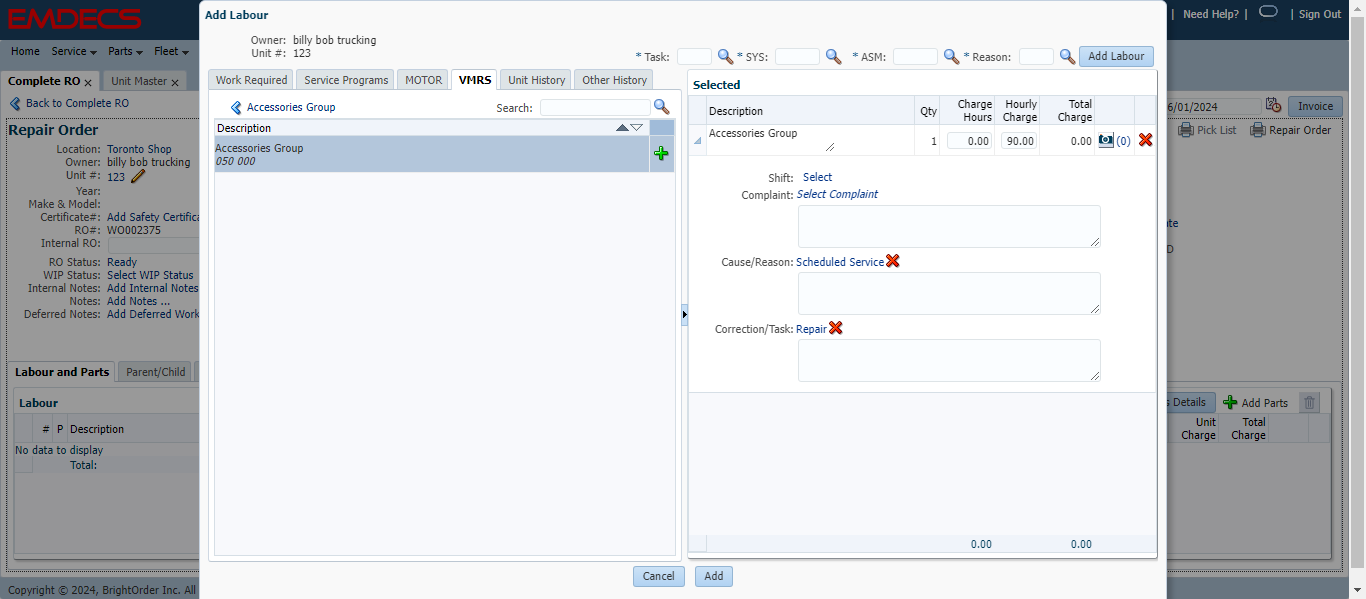 EMDECS
| Need Help? | | Sign Out
Home Service Parts Fleet
Complete RO x Unit Master x
Back to Complete RO
6/01/2024 Invoice
Pick List Repair Order
Repair Order
Location: Toronto Shop
Owner: billy bob trucking
Unit #: 123
Year:
Make & Model:
Certificate#: Add Safety Certifica
RO#: WO002375
Internal RO:
RO Status: Ready
WIP Status: Select WIP Status
Internal Notes: Add Internal Notes
Notes: Add Notes ...
Deferred Notes: Add Deferred Work
Labour and Parts Parent/Child
Labour
# P Description
No data to display
Total:
Copyright © 2024, BrightOrder Inc. All
Add Labour
Owner: billy bob trucking
Unit #: 123
* Task: * SYS: * ASM: * Reason: Add Labour
Work Required Service Programs MOTOR VMRS Unit History Other History
Accessories Group Search:
Description
Accessories Group
050 000
Selected
Description Qty Charge Hours Hourly Charge Total Charge
Accessories Group 1 0.00 90.00 0.00 (0)
Shift: Select
Complaint: Select Complaint
Cause/Reason: Scheduled Service
Correction/Task: Repair
0.00 0.00
Cancel Add
te
D
s Details Add Parts
Unit Charge Total Charge